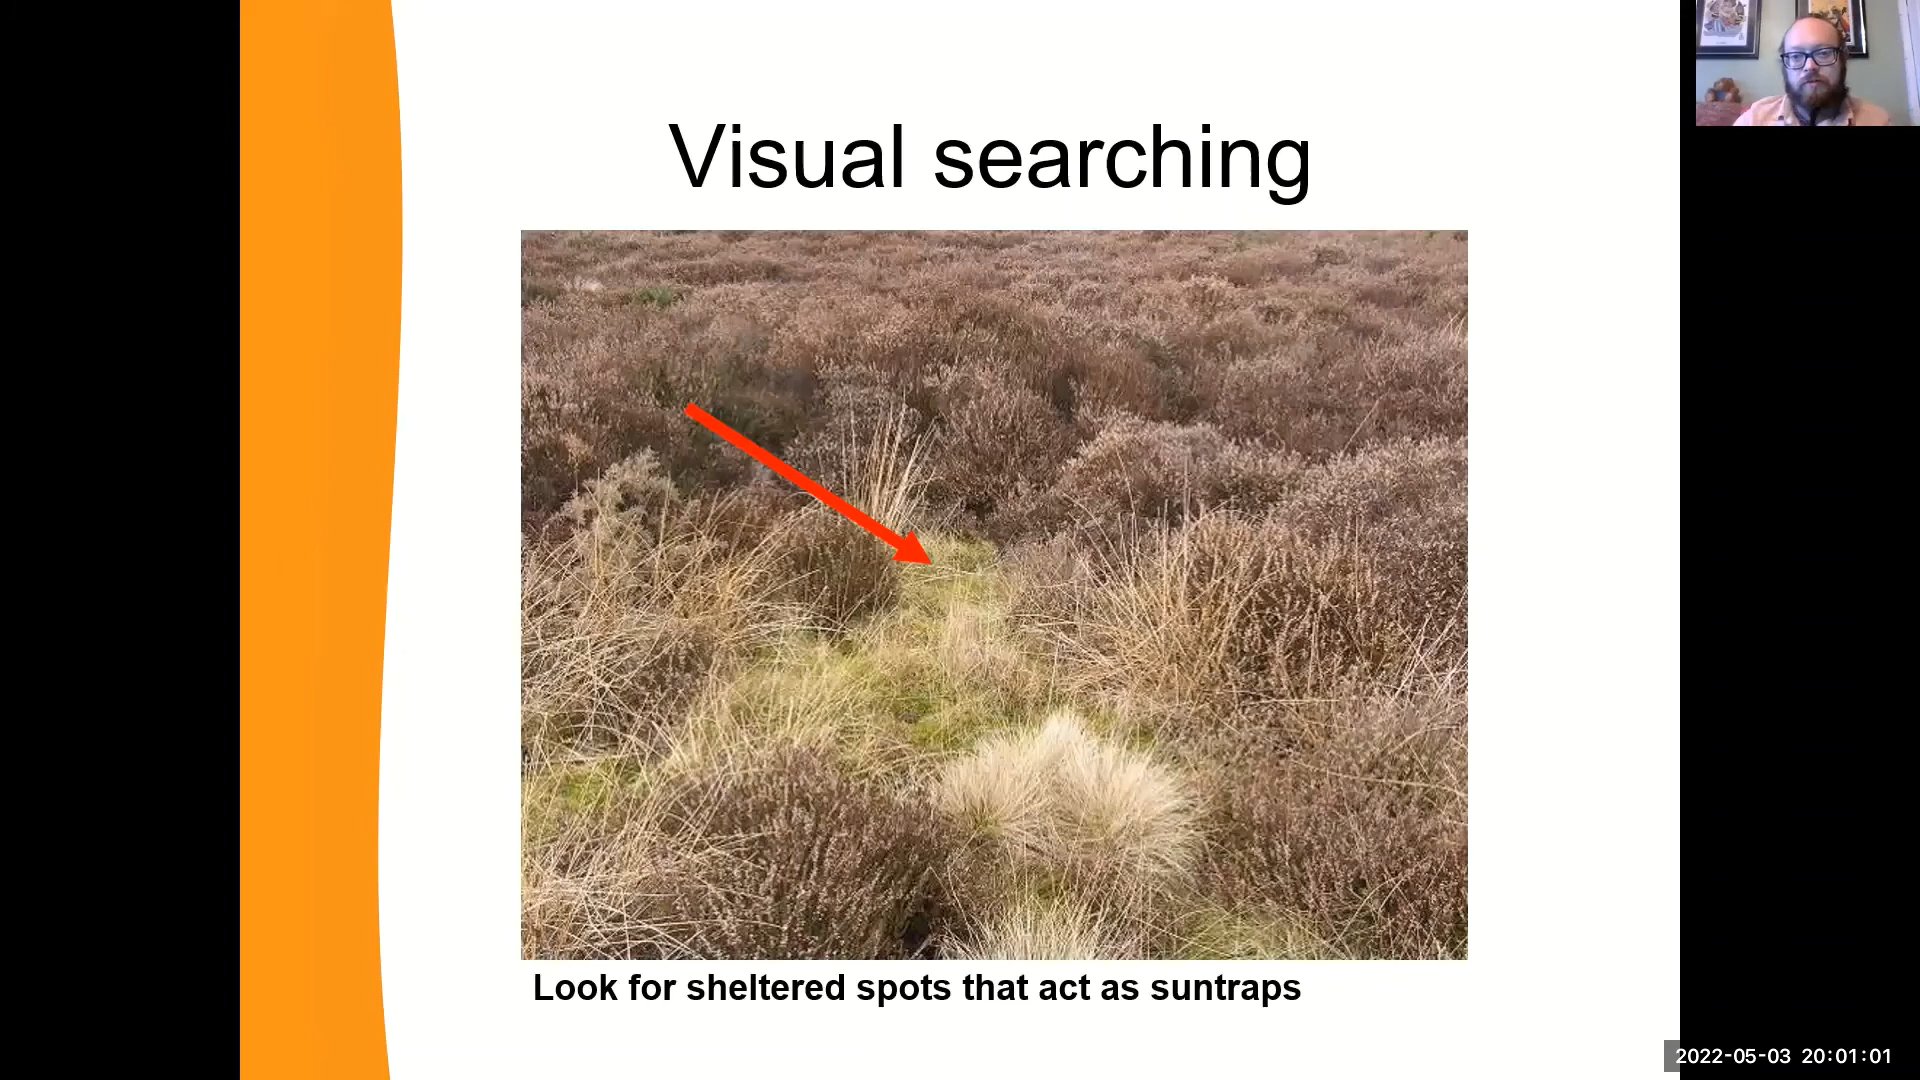 Visual searching
Look for sheltered spots that act as suntraps
2022-05-03 20:01:01